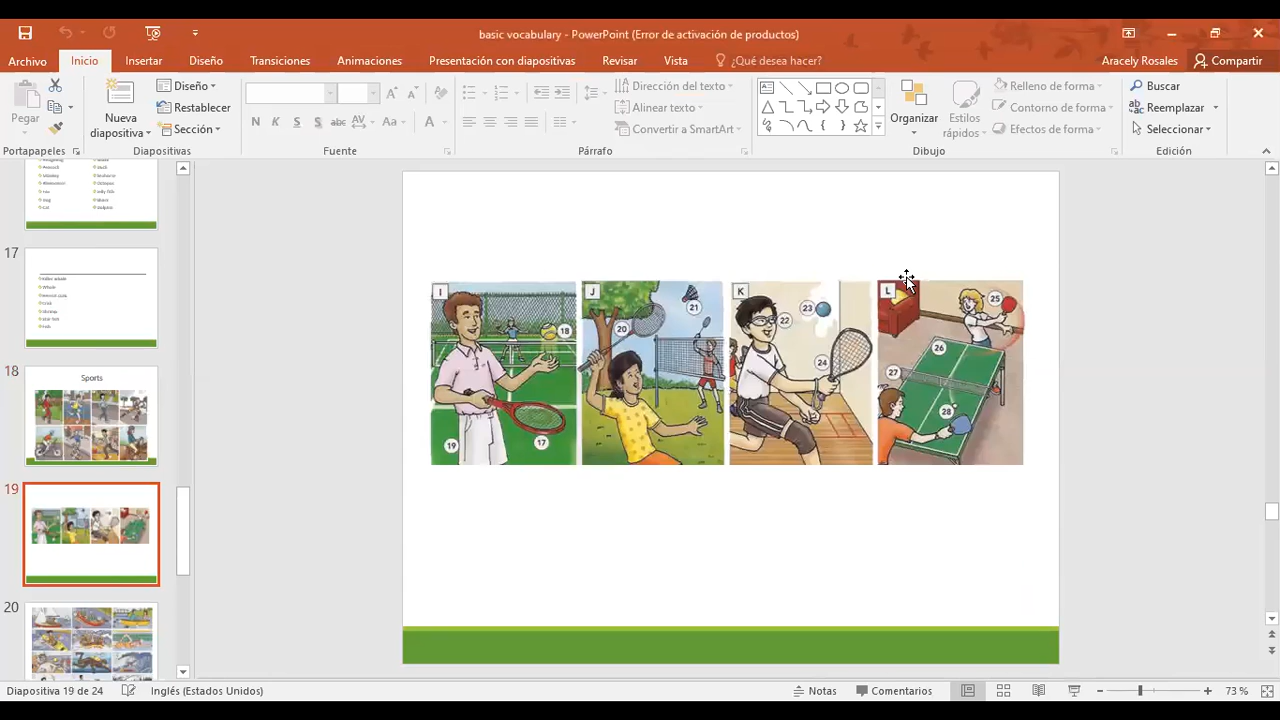 basic vocabulary - PowerPoint (Error de activación de productos)
Archivo Inicio Insertar Diseño Transiciones Animaciones Presentación con diapositivas Revisar Vista ¿Qué desea hacer? Aracely Rosales Compartir
Pegar
Nueva diapositiva
Diseño
Restablecer
Sección
N K S S abc AV Aa A
Dirección del texto
Alinear texto
Convertir a SmartArt
Organizar
Estilos rápidos
Relleno de forma
Contorno de forma
Efectos de forma
Buscar
Reemplazar
Seleccionar
Portapapeles Diapositivas Fuente Párrafo Dibujo Edición
17
Whale
18
Sports
19
20
I 18 19 17
J 20 21
K 22 23 24
L 25 26 27 28
Diapositiva 19 de 24 Inglés (Estados Unidos) Notas Comentarios 73 %